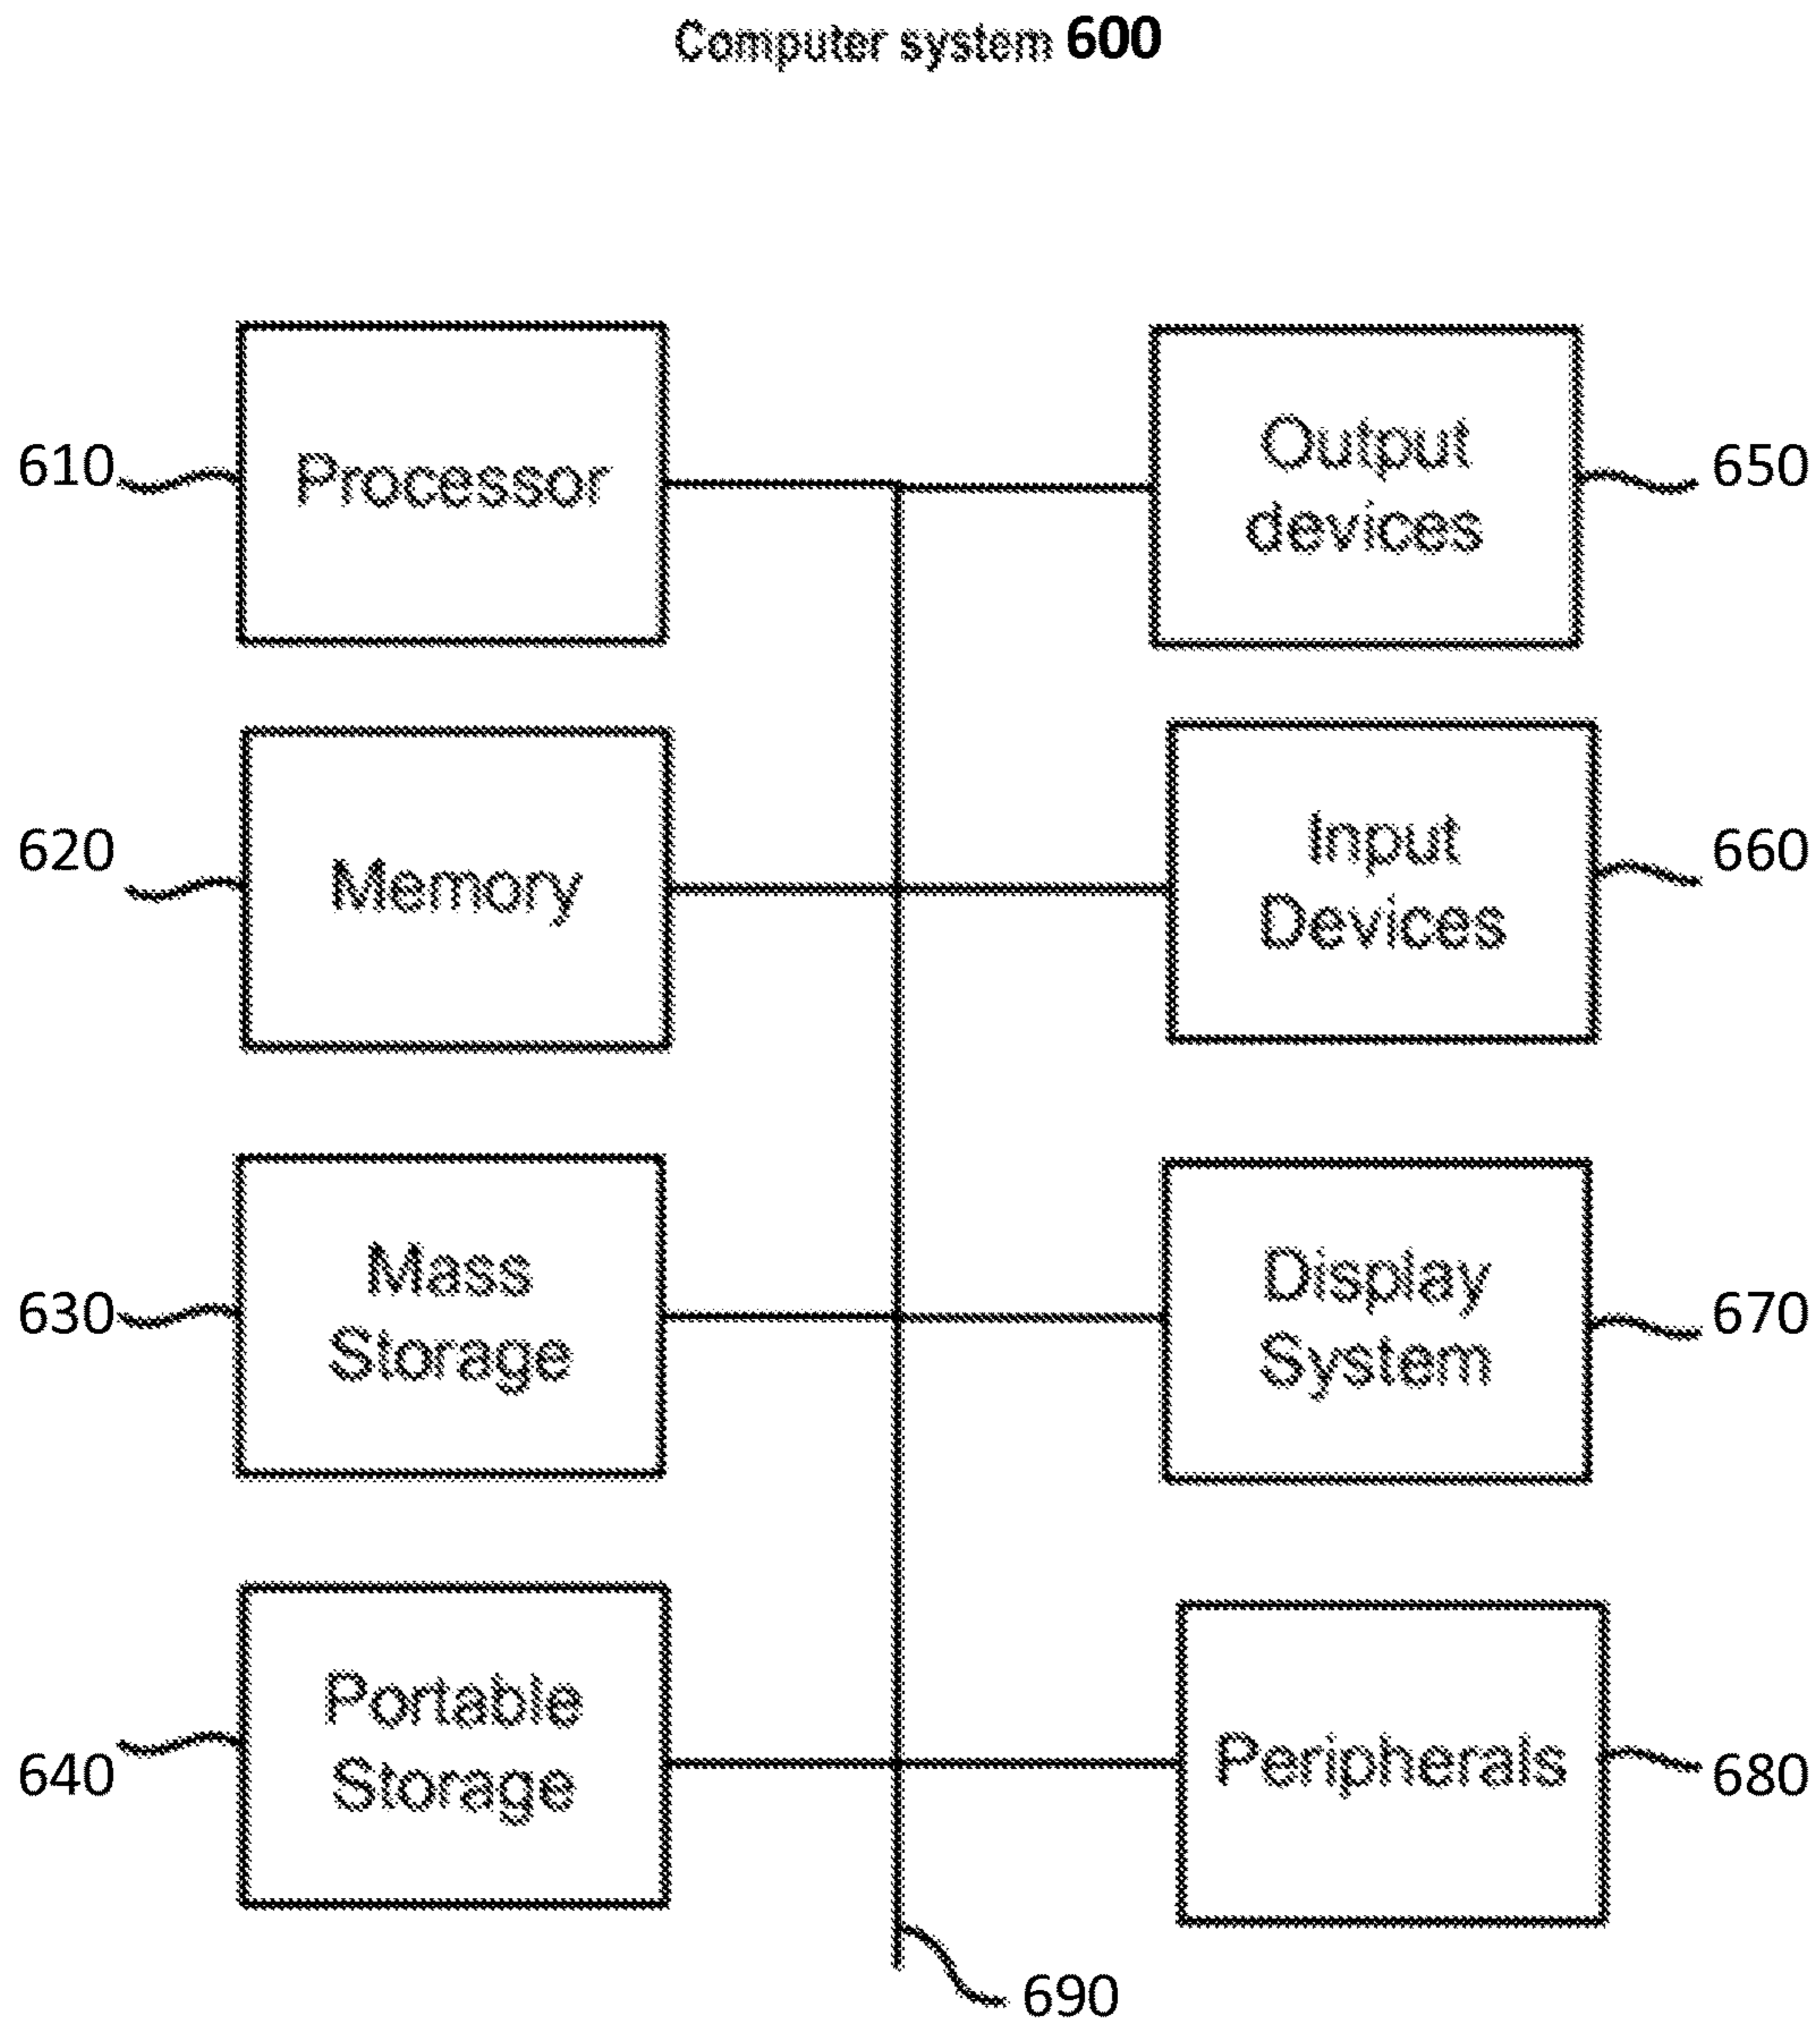 Computer system 600
610
Processor
Output
devices
650
620
Memory
Input
Devices
660
630
Mass
Storage
Display
System
670
640
Portable
Storage
Peripherals
680
690